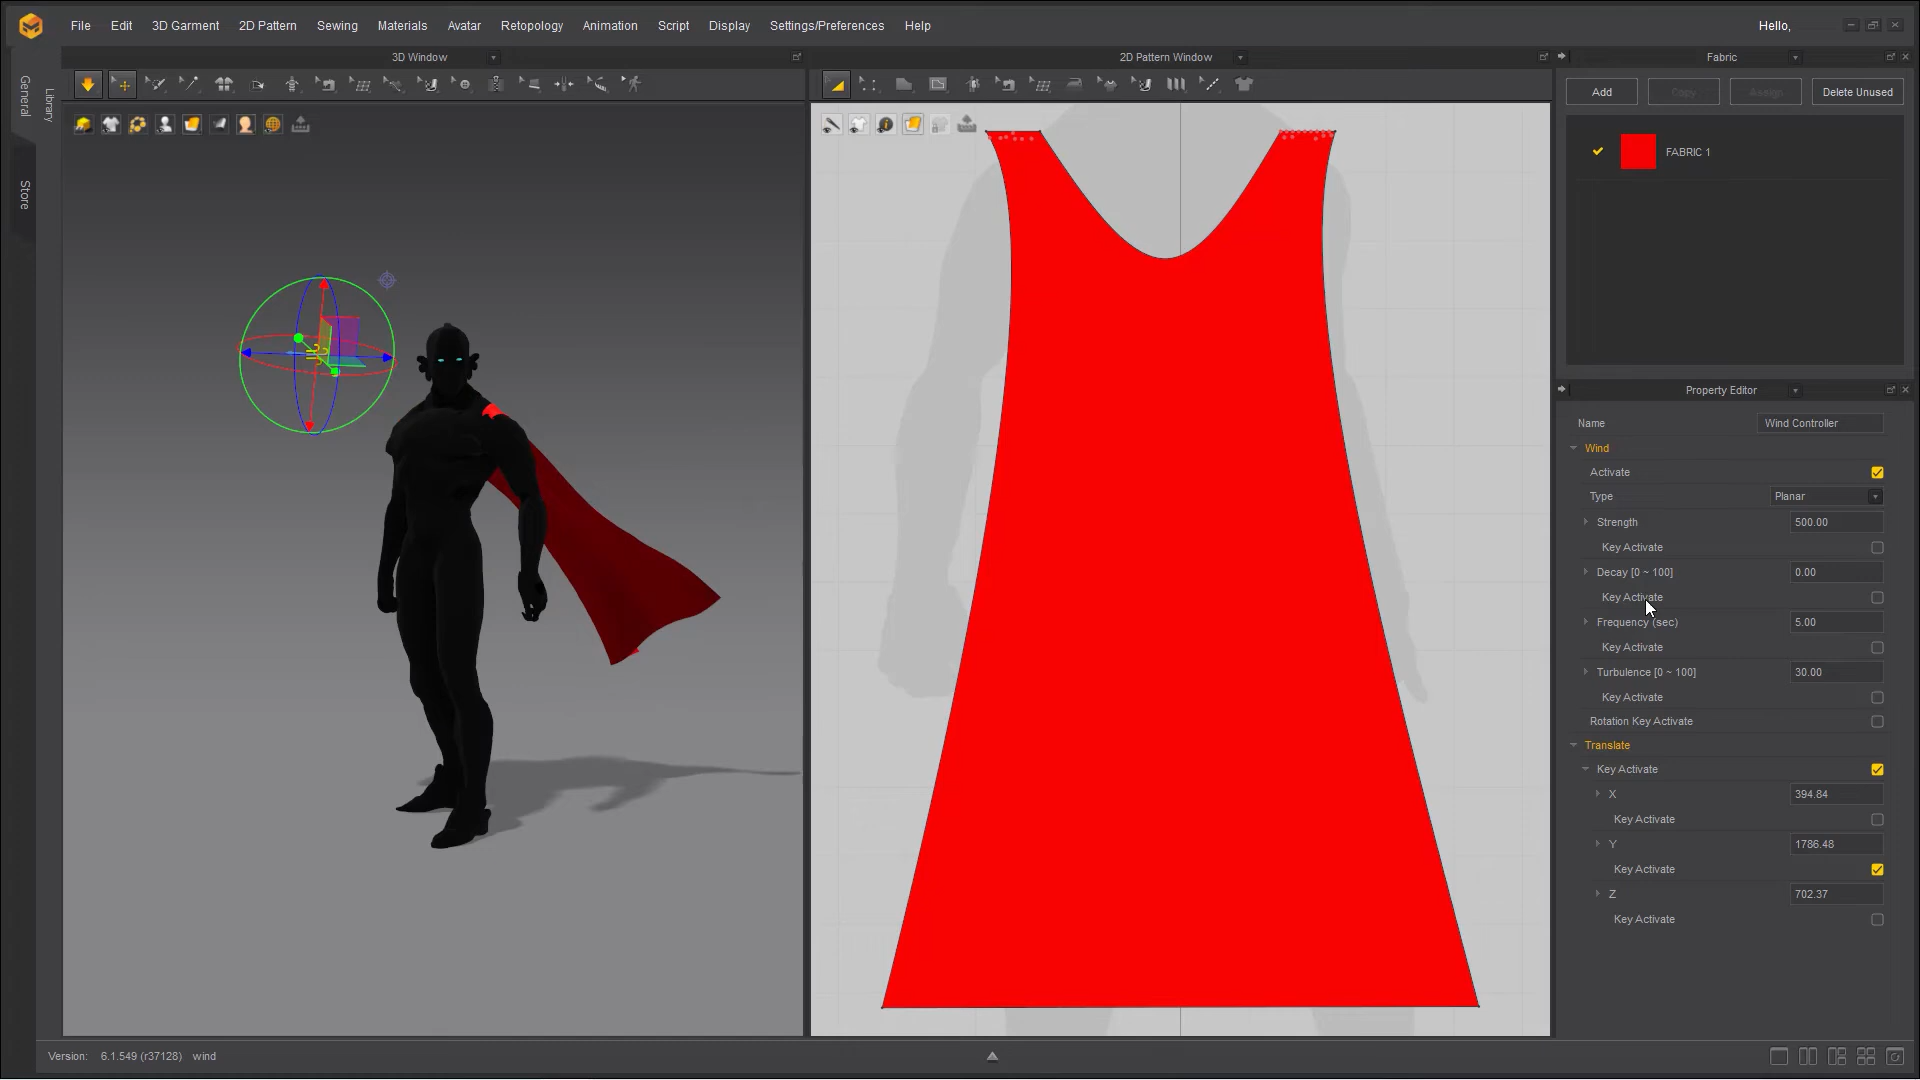 File Edit 3D Garment 2D Pattern Sewing Materials Avatar Retopology Animation Script Display Settings/Preferences Help Hello,
3D Window
2D Pattern Window
Fabric
General
Library
Store
Add Copy Assign Delete Unused
FABRIC 1
Property Editor
Name Wind Controller
Wind
Activate
Type Planar
Strength 500.00
Key Activate
Decay [0 ~ 100] 0.00
Key Activate
Frequency (sec) 5.00
Key Activate
Turbulence [0 ~ 100] 30.00
Key Activate
Rotation Key Activate
Translate
Key Activate
X 394.84
Key Activate
Y 1786.48
Key Activate
Z 702.37
Key Activate
Version: 6.1.549 (r37128) wind